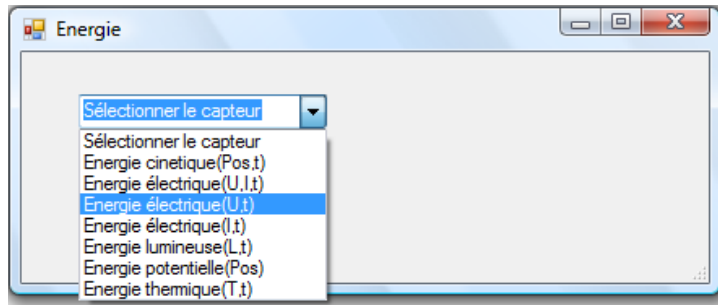 Energie
Sélectionner le capteur
Sélectionner le capteur
Energie cinetique(Pos,t)
Energie électrique(U,I,t)
Energie électrique(U,t)
Energie électrique(I,t)
Energie lumineuse(L,t)
Energie potentielle(Pos)
Energie thermique(T,t)